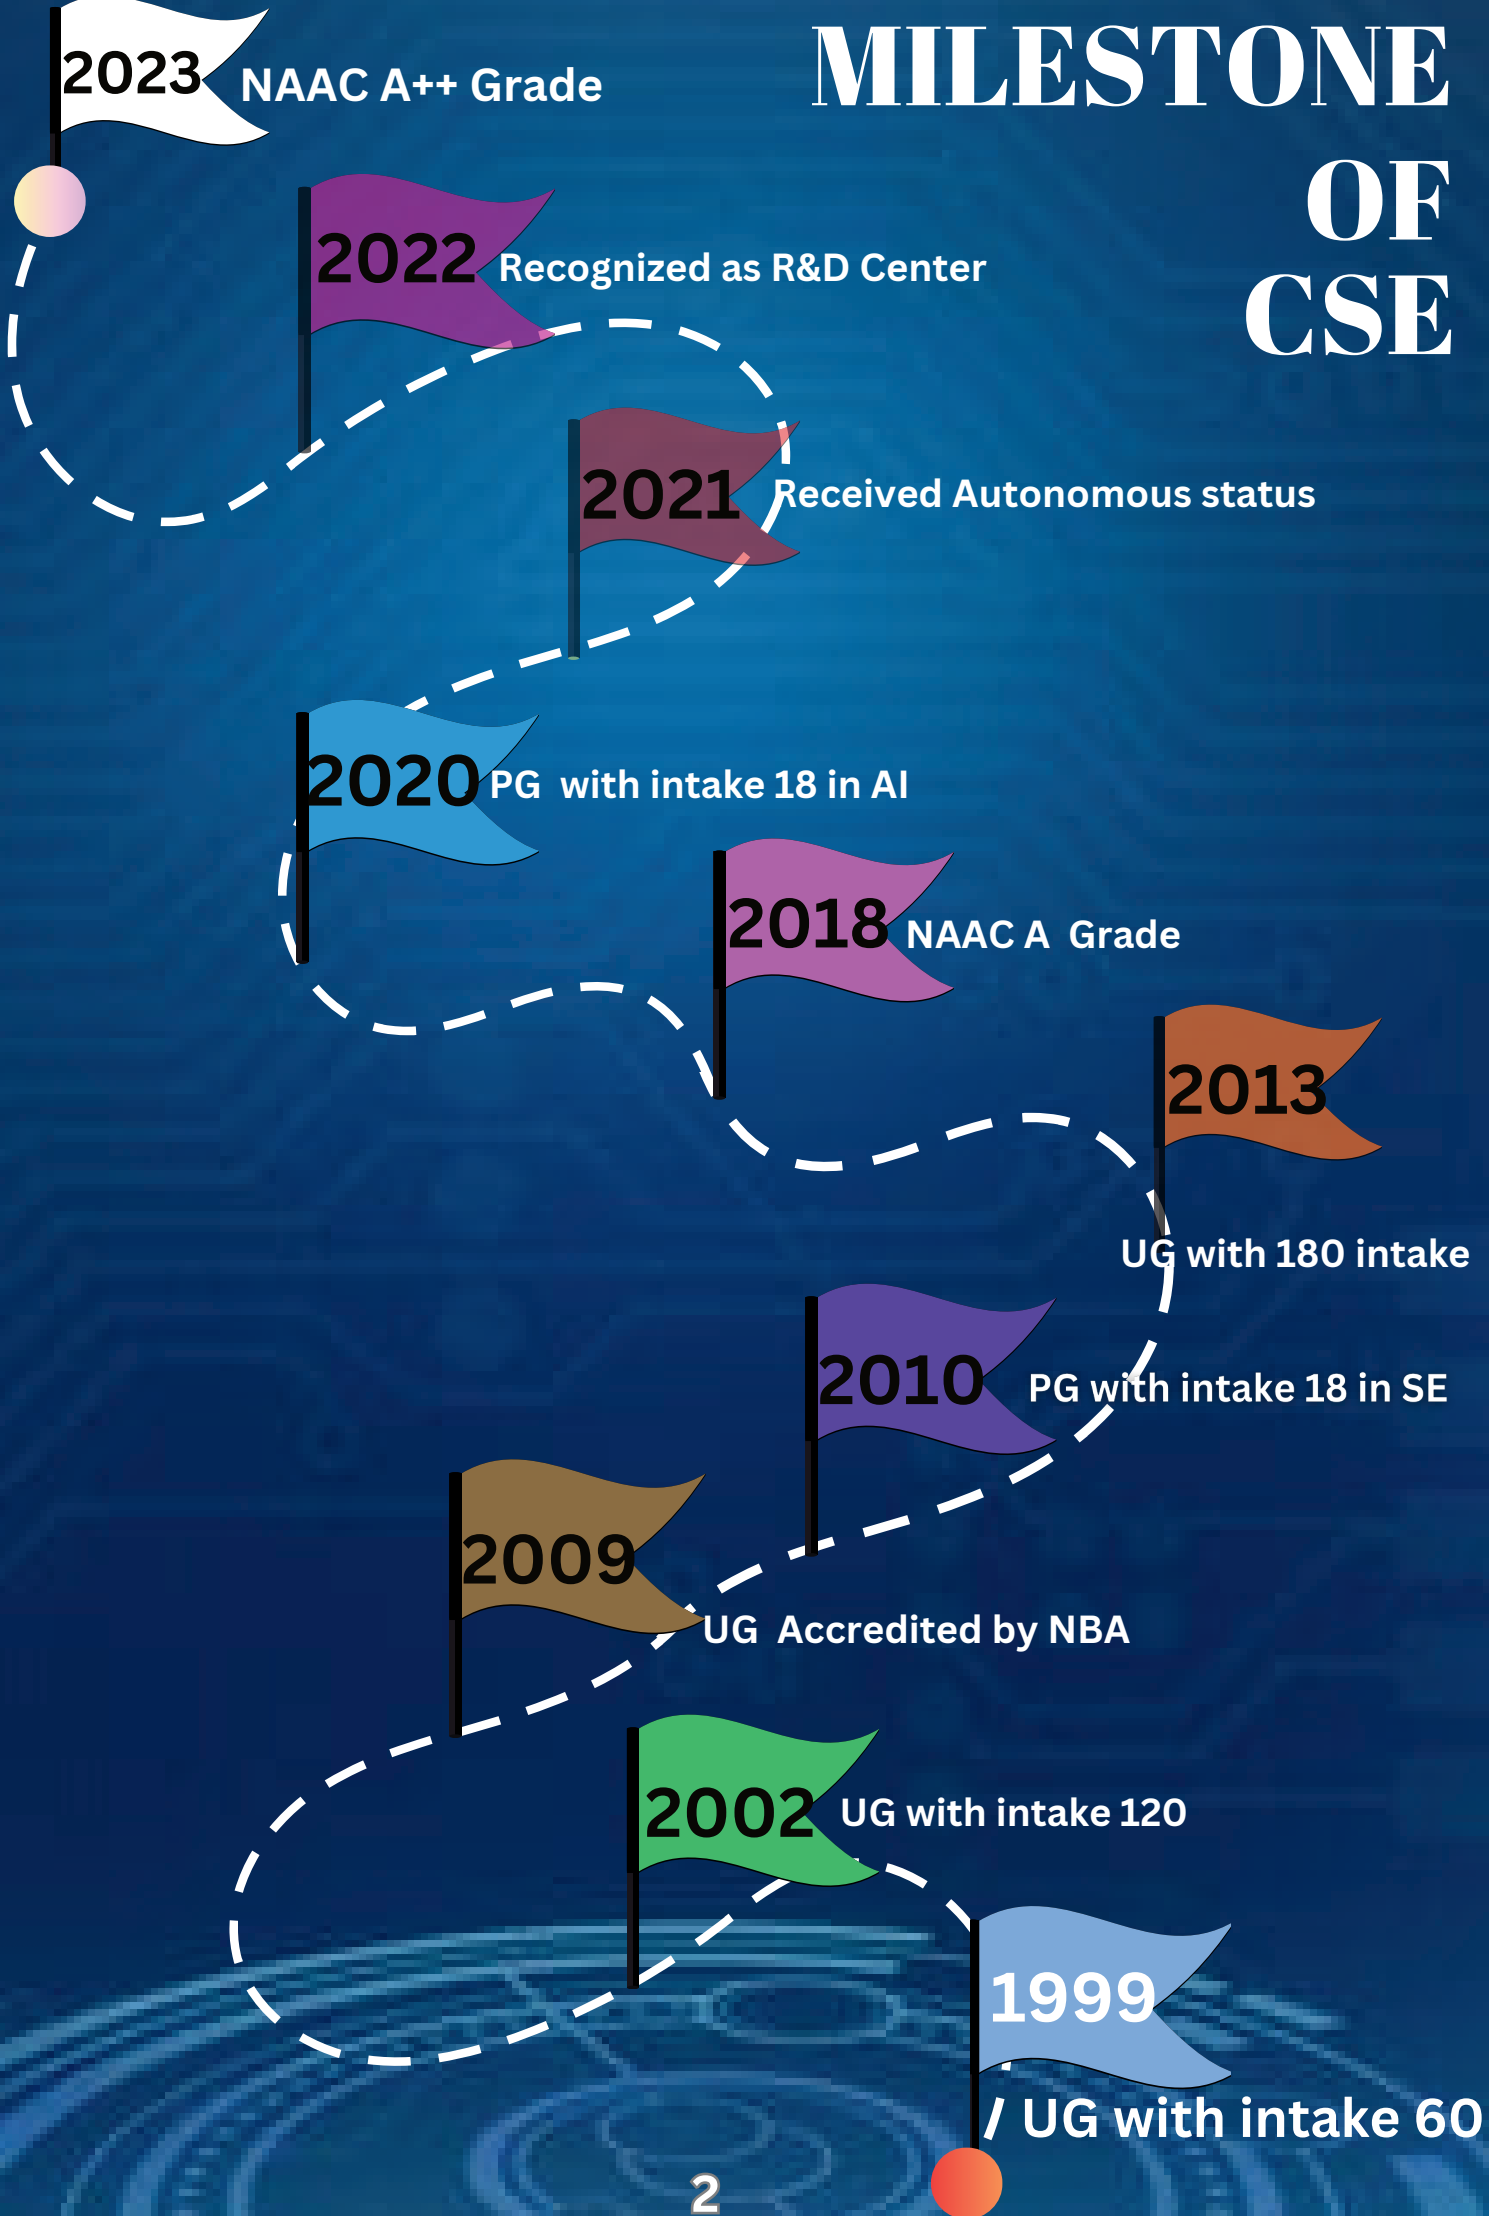 MILESTONE
OF
CSE
2023 NAAC A++ Grade
2022 Recognized as R&D Center
2021 Received Autonomous status
2020 PG with intake 18 in AI
2018 NAAC A Grade
2013
UG with 180 intake
2010 PG with intake 18 in SE
2009
UG Accredited by NBA
2002 UG with intake 120
1999
UG with intake 60
2